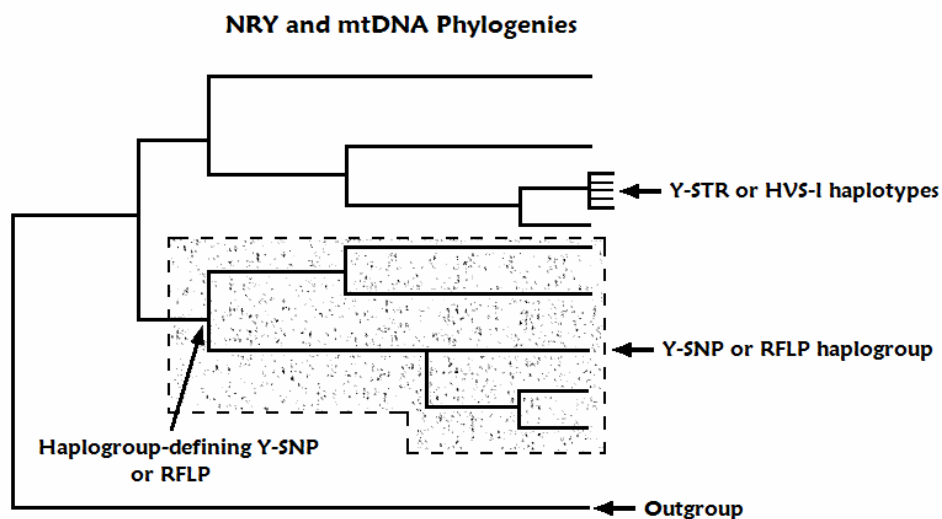 NRY and mtDNA Phylogenies
Y-STR or HVS-I haplotypes
Y-SNP or RFLP haplogroup
Haplogroup-defining Y-SNP
or RFLP
Outgroup